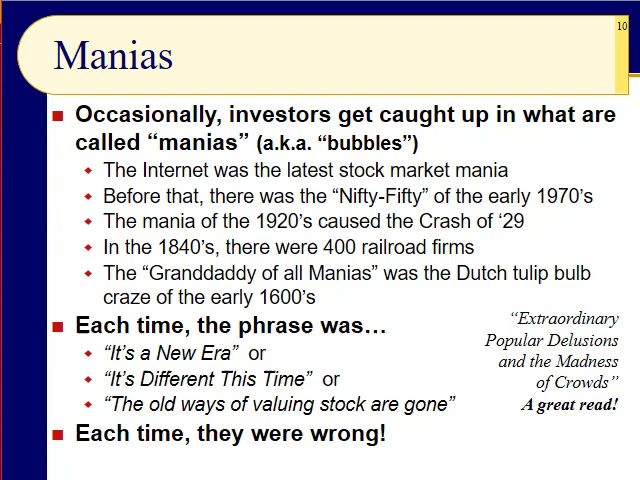 10
Manias
Occasionally, investors get caught up in what are
called “manias” (a.k.a. “bubbles”)
The Internet was the latest stock market mania
Before that, there was the “Nifty-Fifty” of the early 1970’s
The mania of the 1920’s caused the Crash of ‘29
In the 1840’s, there were 400 railroad firms
The “Granddaddy of all Manias” was the Dutch tulip bulb
craze of the early 1600’s
Each time, the phrase was…
“It’s a New Era” or
“It’s Different This Time” or
“The old ways of valuing stock are gone”
Each time, they were wrong!
“Extraordinary
Popular Delusions
and the Madness
of Crowds”
A great read!